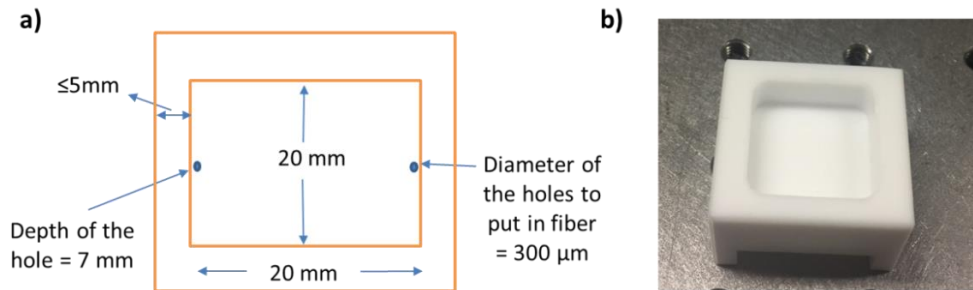 a)
b)
≤5mm
20 mm
Depth of the
hole = 7 mm
Diameter of
the holes to
put in fiber
= 300 µm
20 mm